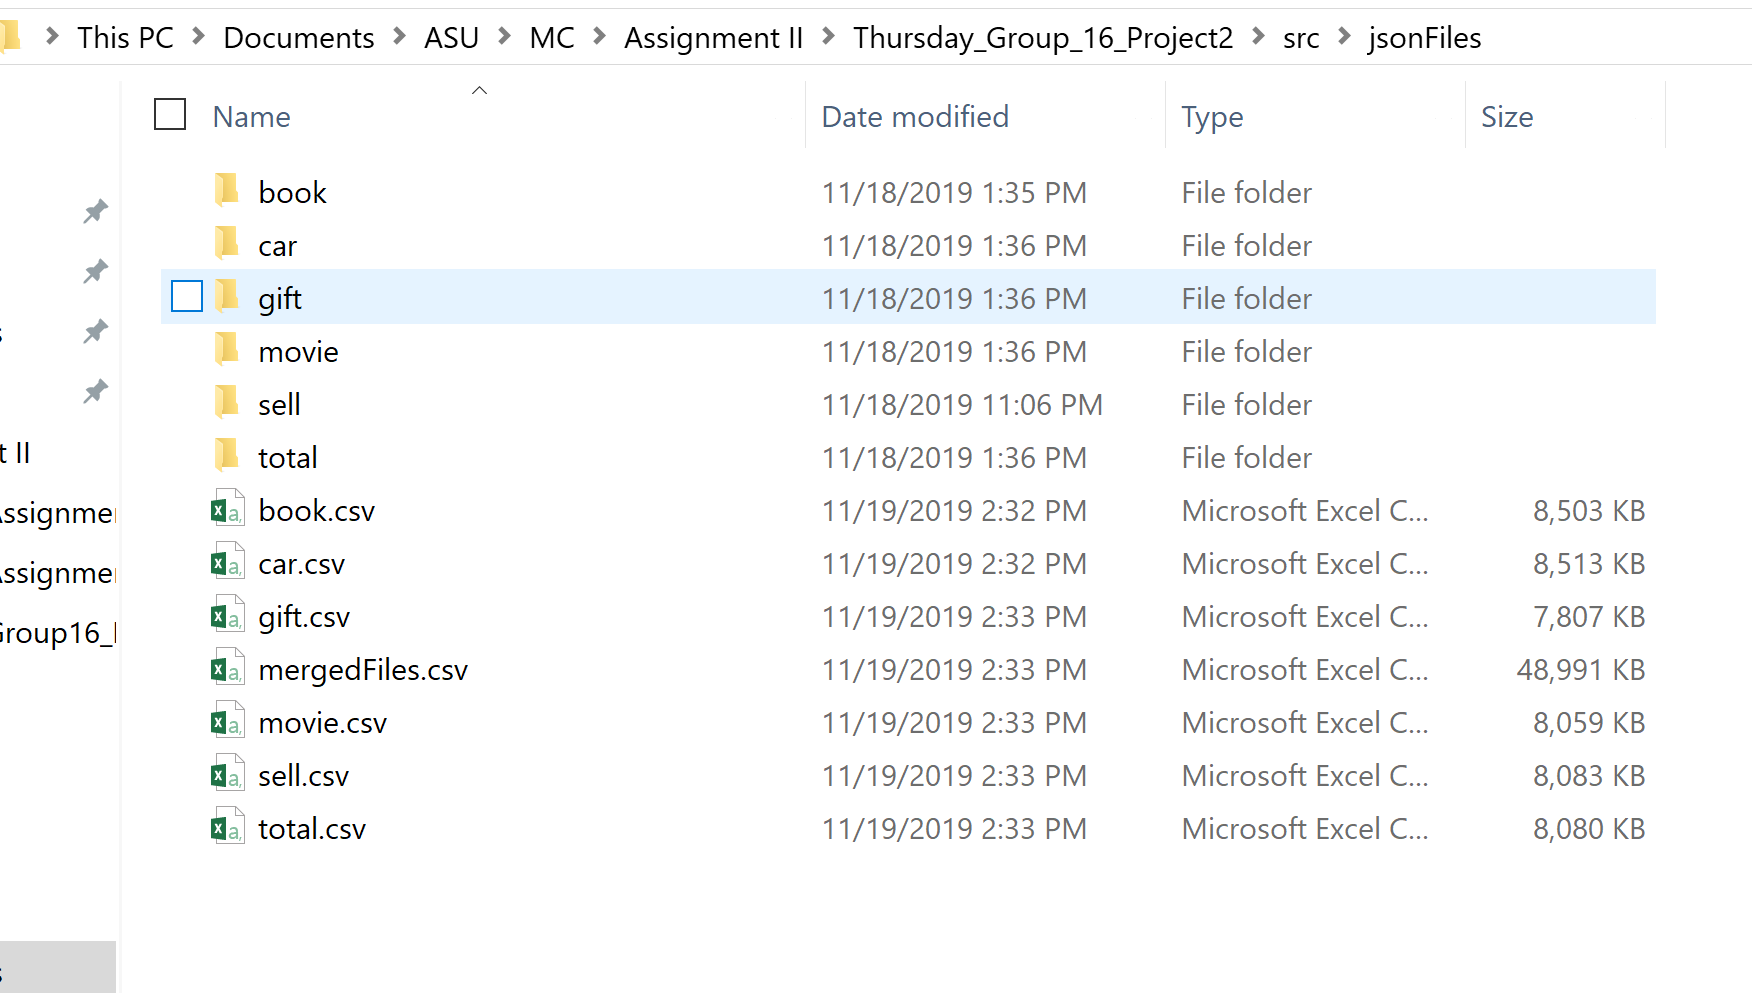 This PC > Documents > ASU > MC > Assignment II > Thursday_Group_16_Project2 > src > jsonFiles
Name Date modified Type Size
book 11/18/2019 1:35 PM File folder
car 11/18/2019 1:36 PM File folder
gift 11/18/2019 1:36 PM File folder
movie 11/18/2019 1:36 PM File folder
sell 11/18/2019 11:06 PM File folder
t II
total 11/18/2019 1:36 PM File folder
book.csv 11/19/2019 2:32 PM Microsoft Excel C... 8,503 KB
car.csv 11/19/2019 2:32 PM Microsoft Excel C... 8,513 KB
gift.csv 11/19/2019 2:33 PM Microsoft Excel C... 7,807 KB
mergedFiles.csv 11/19/2019 2:33 PM Microsoft Excel C... 48,991 KB
movie.csv 11/19/2019 2:33 PM Microsoft Excel C... 8,059 KB
sell.csv 11/19/2019 2:33 PM Microsoft Excel C... 8,083 KB
total.csv 11/19/2019 2:33 PM Microsoft Excel C... 8,080 KB